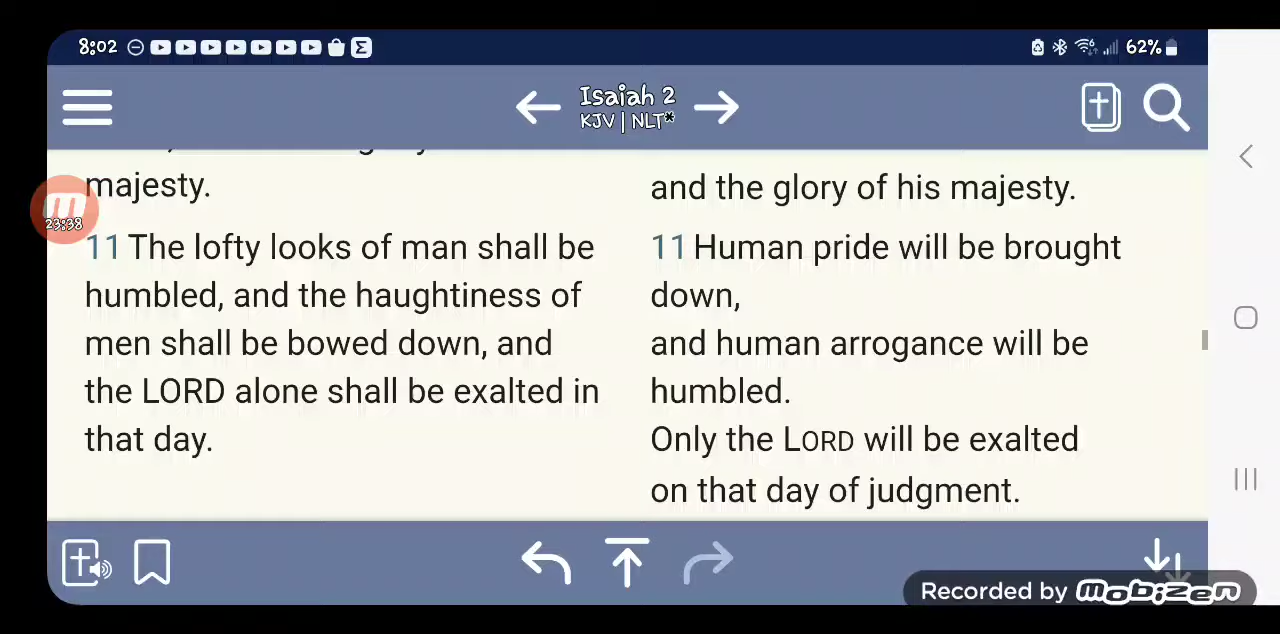 8:02 62%
Isaiah 2
KJV | NLT*
majesty.
11 The lofty looks of man shall be
humbled, and the haughtiness of
men shall be bowed down, and
the LORD alone shall be exalted in
that day.
and the glory of his majesty.
11 Human pride will be brought
down,
and human arrogance will be
humbled.
Only the LORD will be exalted
on that day of judgment.
23:38
Recorded by mobizen